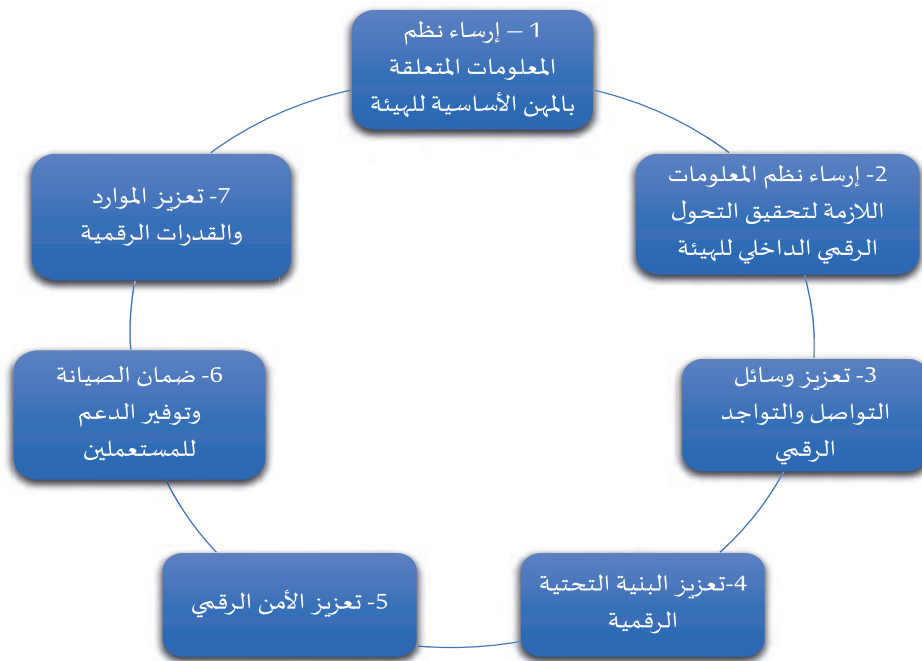 1 – إرساء نظم
المعلومات المتعلقة
بالمهن الأساسية للهيئة
2- إرساء نظم المعلومات
اللازمة لتحقيق التحول
الرقمي الداخلي للهيئة
3- تعزيز وسائل
التواصل والتواجد
الرقمي
4-تعزيز البنية التحتية
الرقمية
5- تعزيز الأمن الرقمي
6- ضمان الصيانة
وتوفير الدعم
للمستعملين
7- تعزيز الموارد
والقدرات الرقمية